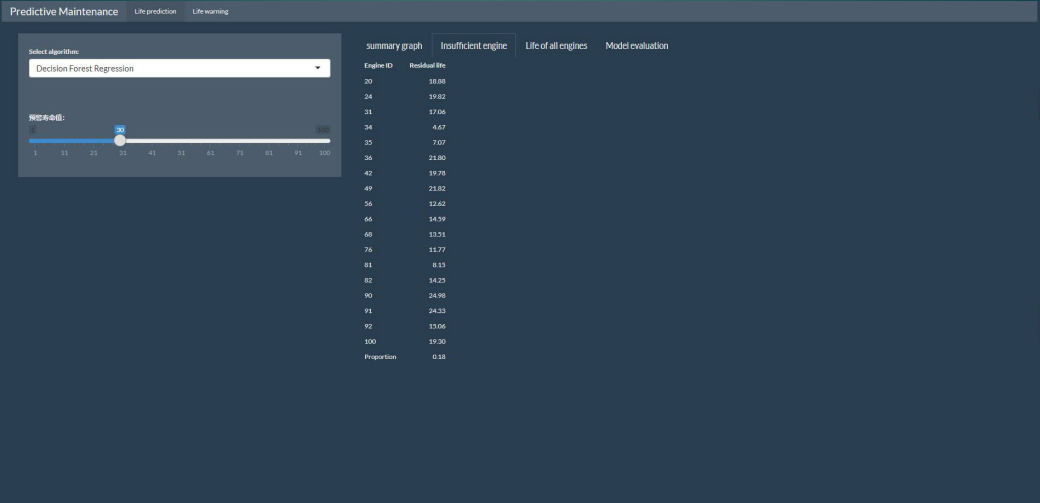 Predictive Maintenance Life prediction Life warning
Select algorithm:
Decision Forest Regression
预留寿命值:
1 30 100
1 11 21 31 41 51 61 71 81 91 100
summary graph Insufficient engine Life of all engines Model evaluation
Engine ID Residual life
20 18.88
24 19.82
31 17.06
34 4.67
35 7.07
36 21.80
42 19.78
49 21.82
56 12.62
66 14.59
68 13.51
76 11.77
81 8.15
82 14.25
90 24.98
91 24.33
92 15.06
100 19.30
Proportion 0.18